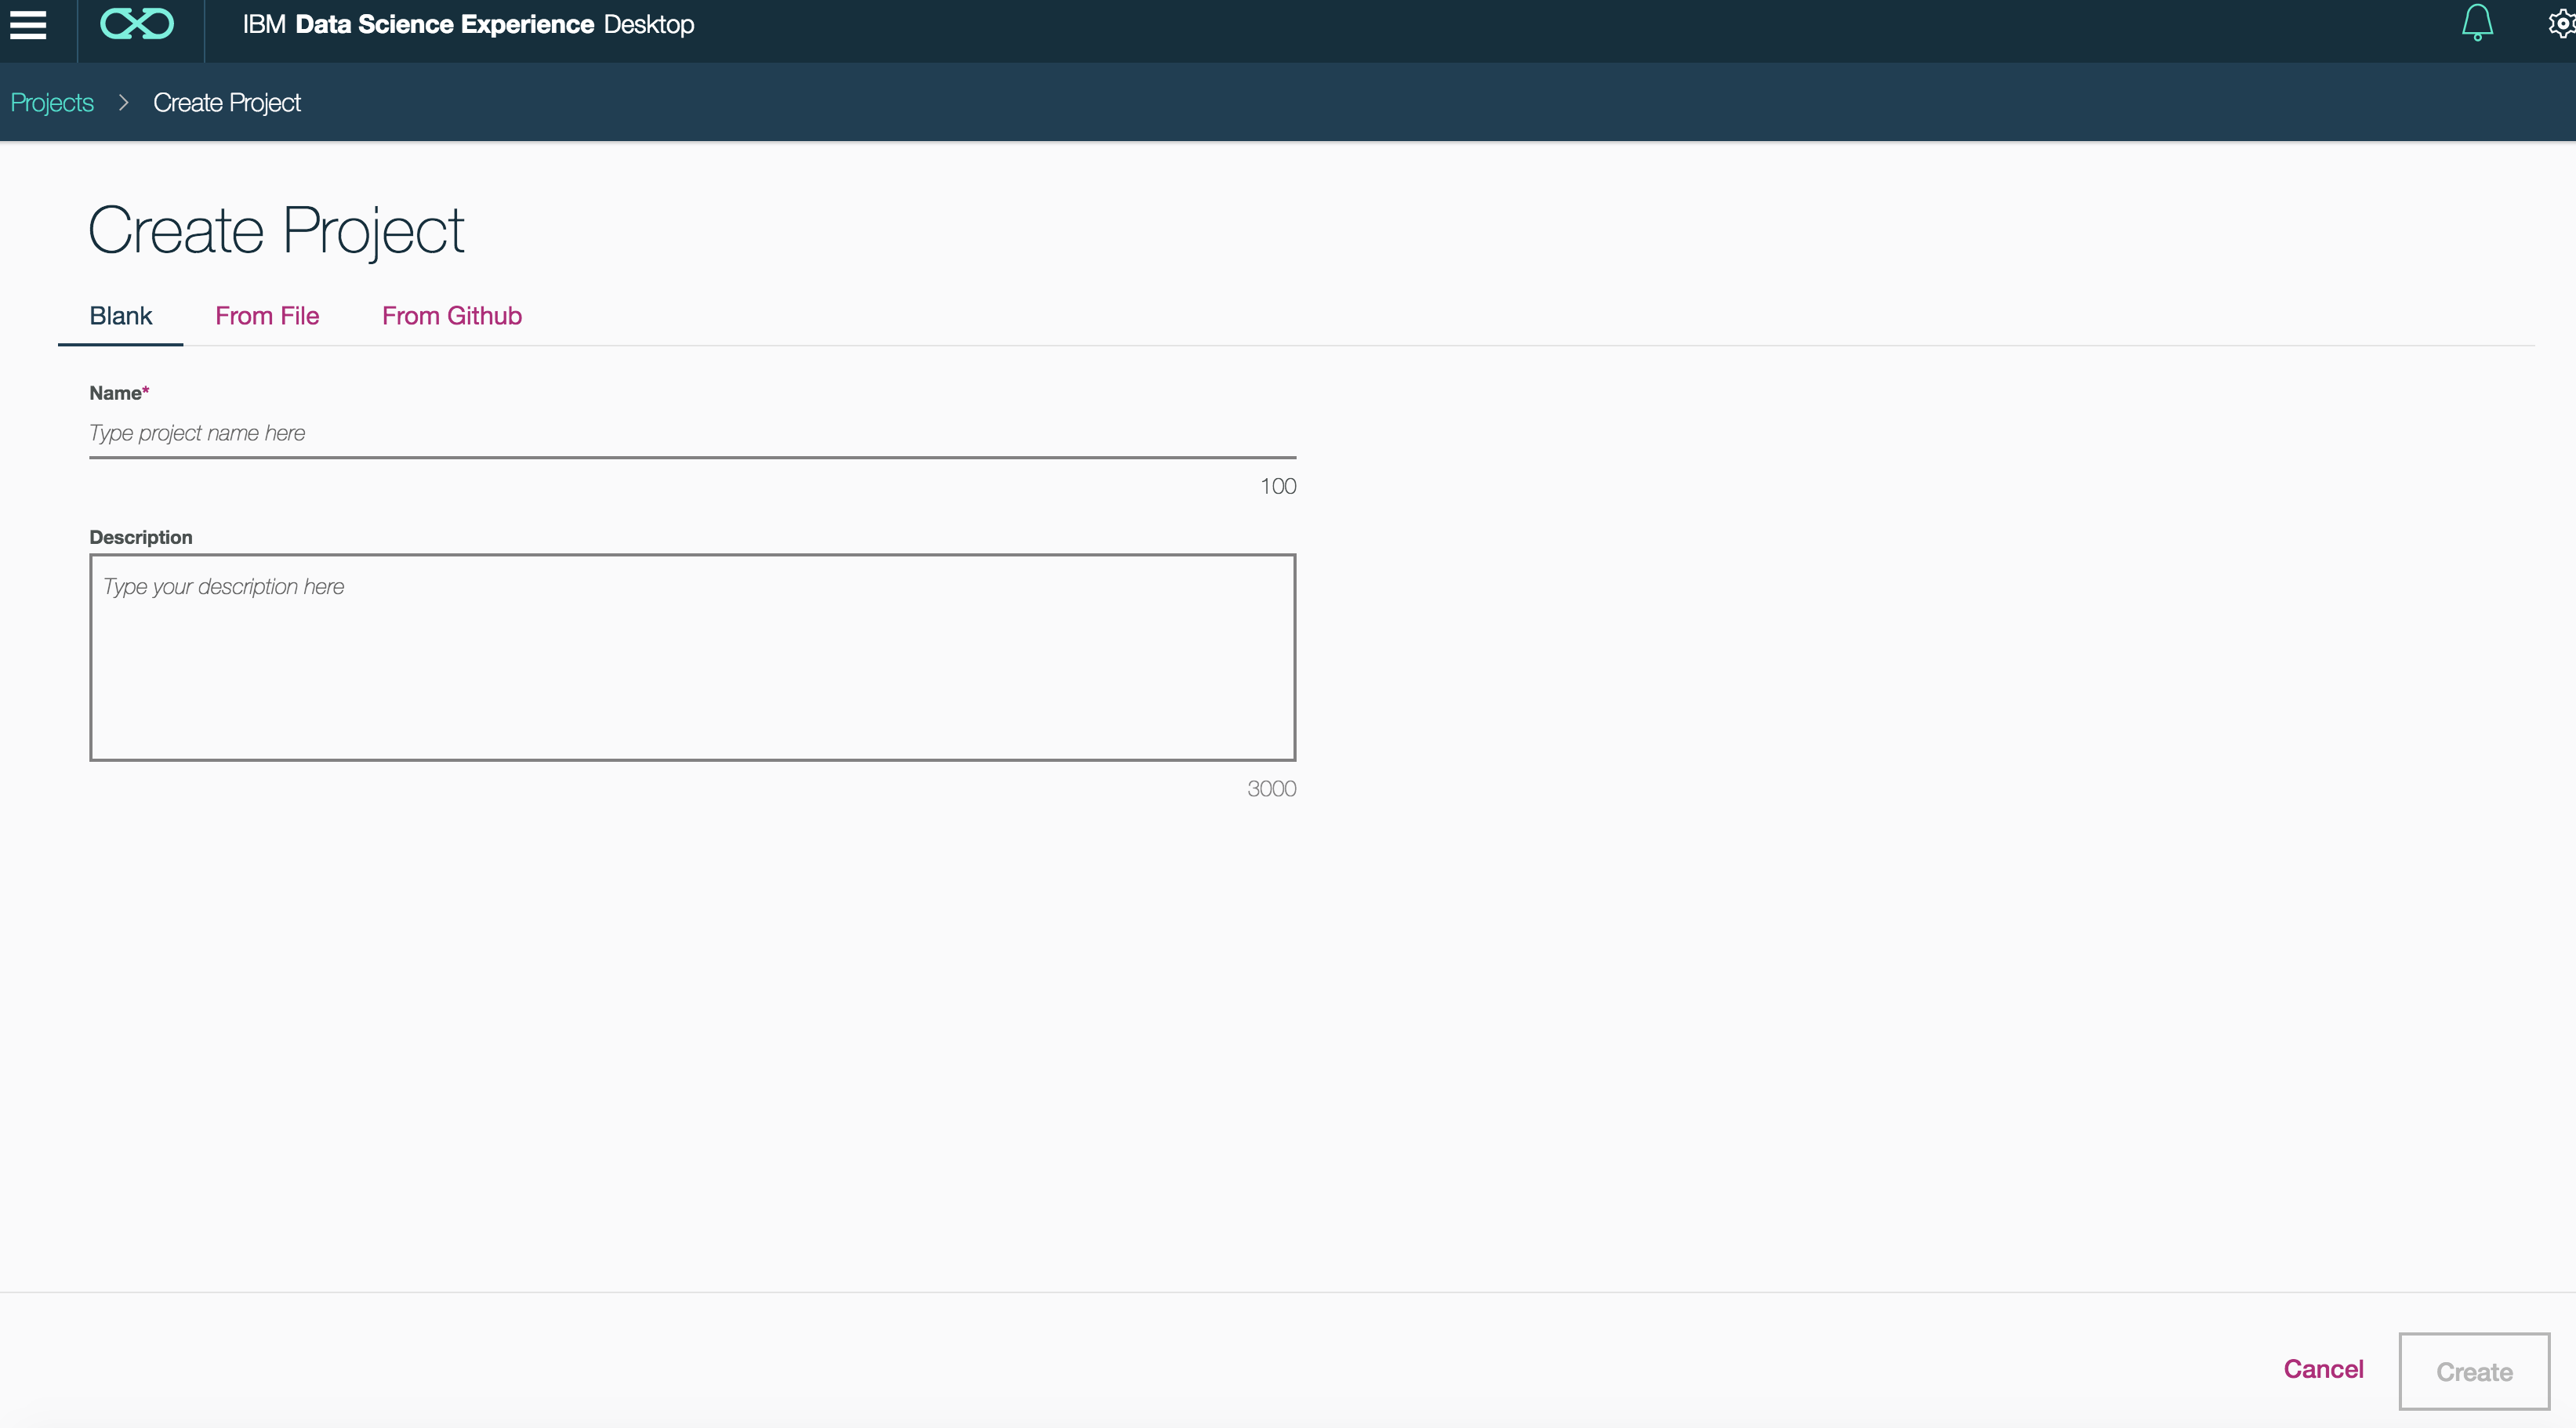 IBM Data Science Experience Desktop
Projects > Create Project
Create Project
Blank From File From Github
Name*
Type project name here
100
Description
Type your description here
3000
Cancel Create